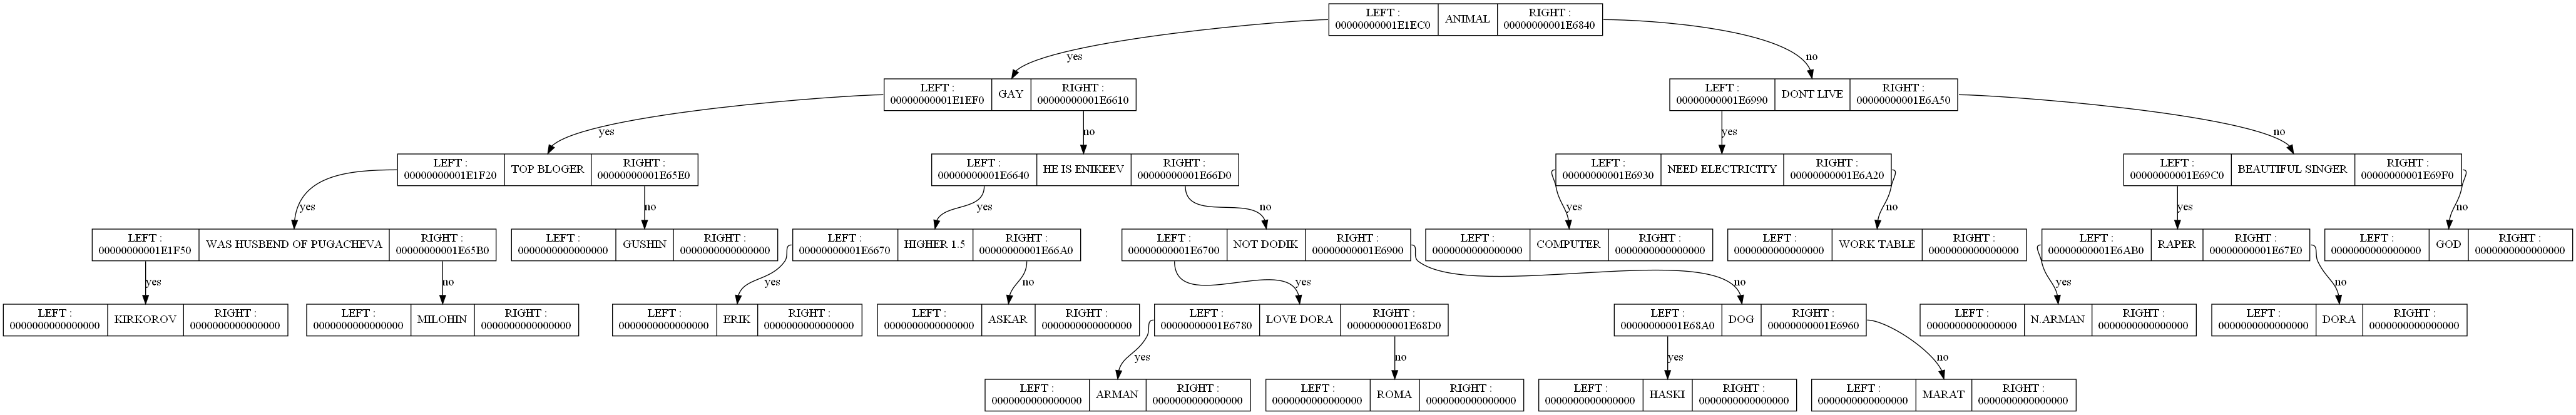 LEFT :
00000000001E1EC0
ANIMAL
RIGHT :
00000000001E6840
yes
no
LEFT :
00000000001E1EF0
GAY
RIGHT :
00000000001E6610
LEFT :
00000000001E6990
DONT LIVE
RIGHT :
00000000001E6A50
yes
no
yes
no
LEFT :
00000000001E1F20
TOP BLOGER
RIGHT :
00000000001E65E0
LEFT :
00000000001E6640
HE IS ENIKEEV
RIGHT :
00000000001E66D0
LEFT :
00000000001E6930
NEED ELECTRICITY
RIGHT :
00000000001E6A20
LEFT :
00000000001E69C0
BEAUTIFUL SINGER
RIGHT :
00000000001E69F0
yes
no
yes
no
yes
no
yes
no
LEFT :
00000000001E1F50
WAS HUSBEND OF PUGACHEVA
RIGHT :
00000000001E65B0
LEFT :
0000000000000000
GUSHIN
RIGHT :
0000000000000000
LEFT :
00000000001E6670
HIGHER 1.5
RIGHT :
00000000001E66A0
LEFT :
00000000001E6700
NOT DODIK
RIGHT :
00000000001E6900
LEFT :
0000000000000000
COMPUTER
RIGHT :
0000000000000000
LEFT :
0000000000000000
WORK TABLE
RIGHT :
0000000000000000
LEFT :
00000000001E6AB0
RAPER
RIGHT :
00000000001E67E0
LEFT :
0000000000000000
GOD
RIGHT :
0000000000000000
yes
no
yes
no
yes
no
yes
no
LEFT :
0000000000000000
KIRKOROV
RIGHT :
0000000000000000
LEFT :
0000000000000000
MILOHIN
RIGHT :
0000000000000000
LEFT :
0000000000000000
ERIK
RIGHT :
0000000000000000
LEFT :
0000000000000000
ASKAR
RIGHT :
0000000000000000
LEFT :
00000000001E6780
LOVE DORA
RIGHT :
00000000001E68D0
LEFT :
00000000001E68A0
DOG
RIGHT :
00000000001E6960
LEFT :
0000000000000000
N.ARMAN
RIGHT :
0000000000000000
LEFT :
0000000000000000
DORA
RIGHT :
0000000000000000
yes
no
yes
no
LEFT :
0000000000000000
ARMAN
RIGHT :
0000000000000000
LEFT :
0000000000000000
ROMA
RIGHT :
0000000000000000
LEFT :
0000000000000000
HASKI
RIGHT :
0000000000000000
LEFT :
0000000000000000
MARAT
RIGHT :
0000000000000000